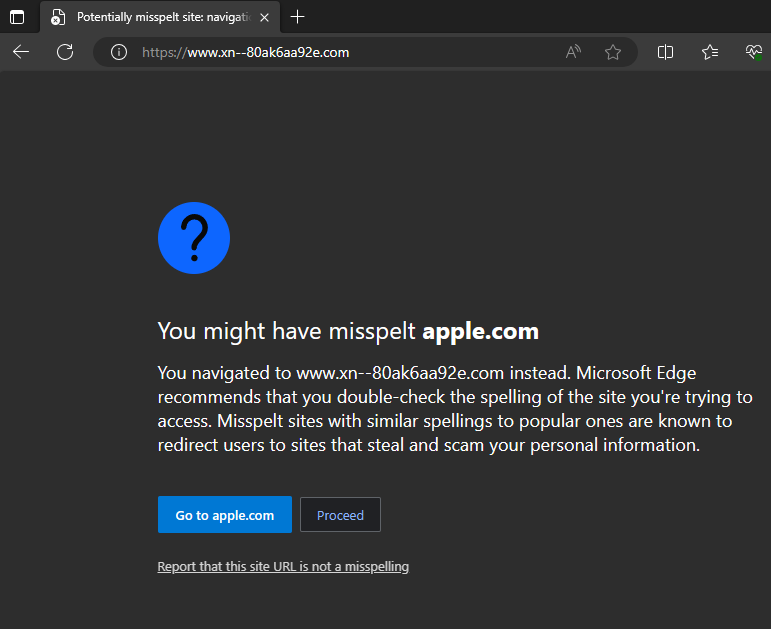 Potentially misspelt site: navigati
https://www.xn--80ak6aa92e.com
?
You might have misspelt apple.com
You navigated to www.xn--80ak6aa92e.com instead. Microsoft Edge
recommends that you double-check the spelling of the site you're trying to
access. Misspelt sites with similar spellings to popular ones are known to
redirect users to sites that steal and scam your personal information.
Go to apple.com
Proceed
Report that this site URL is not a misspelling